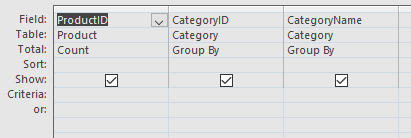 Field: ProductID CategoryID CategoryName
Table: Product Category Category
Total: Count Group By Group By
Sort:
Show:
Criteria:
or: